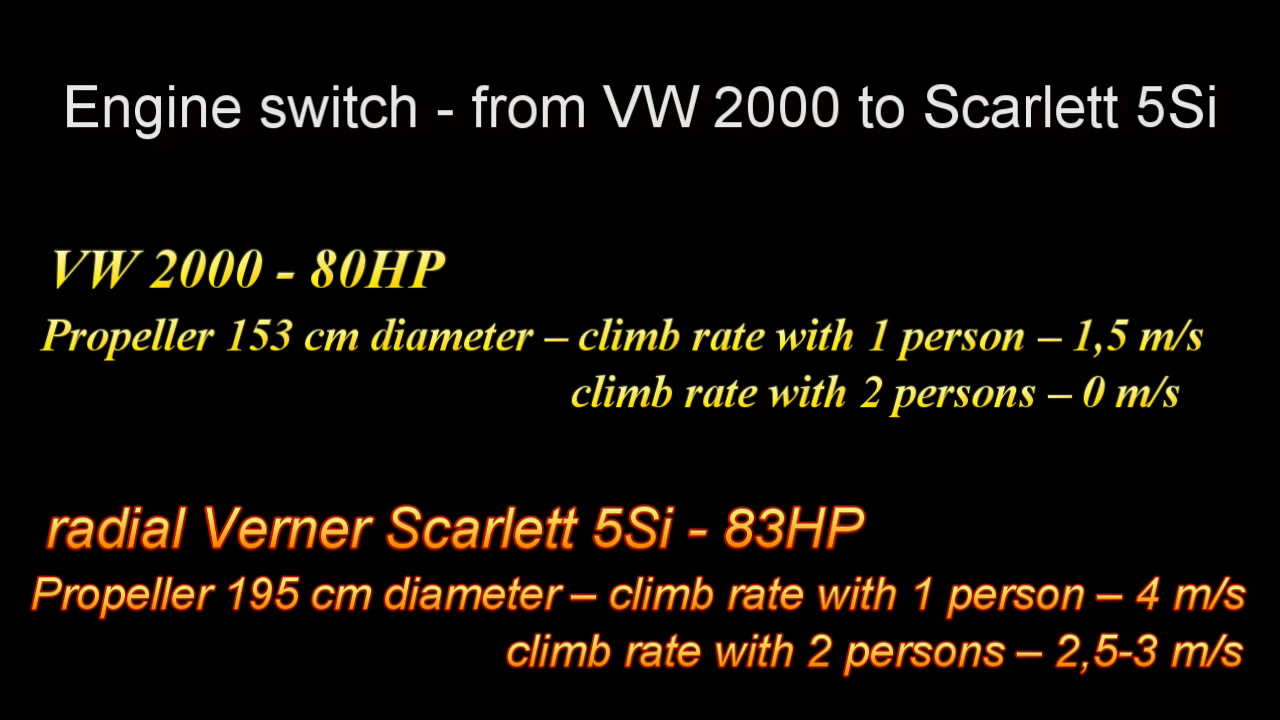 Engine switch - from VW 2000 to Scarlett 5Si
VW 2000 - 80HP
Propeller 153 cm diameter – climb rate with 1 person – 1,5 m/s
climb rate with 2 persons – 0 m/s
radial Verner Scarlett 5Si - 83HP
Propeller 195 cm diameter – climb rate with 1 person – 4 m/s
climb rate with 2 persons – 2,5-3 m/s